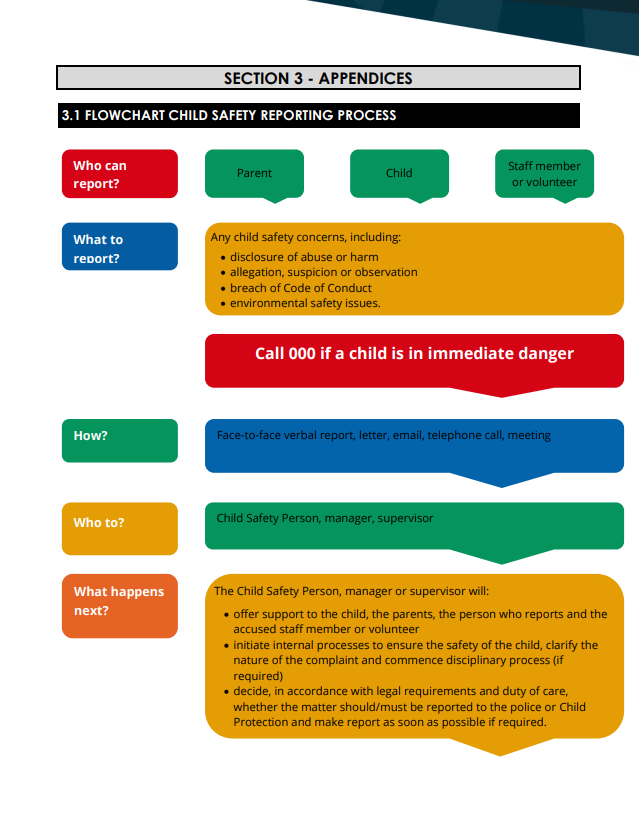 SECTION 3 - APPENDICES
3.1 FLOWCHART CHILD SAFETY REPORTING PROCESS
Who can
report?
Parent
Child
Staff member
or volunteer
What to
report?
Any child safety concerns, including:
• disclosure of abuse or harm
• allegation, suspicion or observation
• breach of Code of Conduct
• environmental safety issues.
Call 000 if a child is in immediate danger
How?
Face-to-face verbal report, letter, email, telephone call, meeting
Who to?
Child Safety Person, manager, supervisor
What happens
next?
The Child Safety Person, manager or supervisor will:
• offer support to the child, the parents, the person who reports and the
accused staff member or volunteer
• initiate internal processes to ensure the safety of the child, clarify the
nature of the complaint and commence disciplinary process (if
required)
• decide, in accordance with legal requirements and duty of care,
whether the matter should/must be reported to the police or Child
Protection and make report as soon as possible if required.